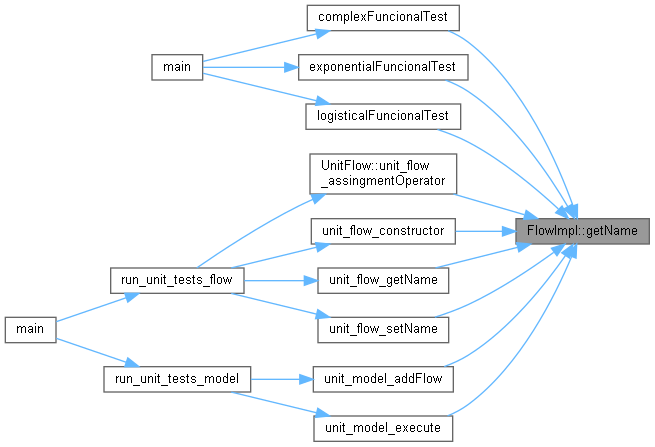 complexFuncionalTest
main
exponentialFuncionalTest
logisticalFuncionalTest
UnitFlow::unit_flow
_assingmentOperator
FlowImpl::getName
unit_flow_constructor
run_unit_tests_flow
unit_flow_getName
main
unit_flow_setName
run_unit_tests_model
unit_model_addFlow
unit_model_execute